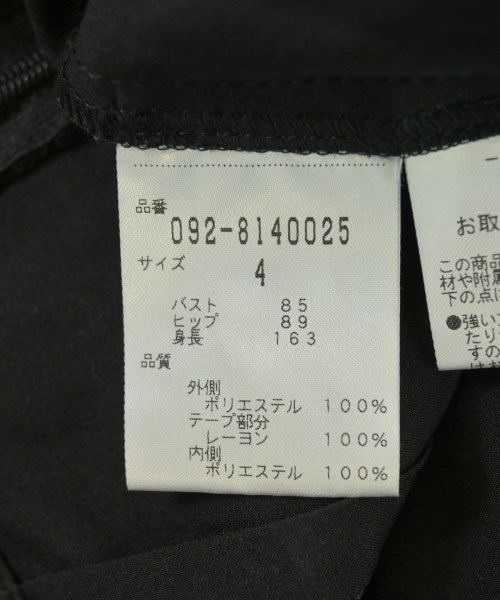 品番
092-8140025
サイズ
4
バスト 85
ヒップ 89
身長 163
品質
外側
ポリエステル 100%
テープ部分
レーヨン 100%
内側
ポリエステル 100%
お取
この商品
材や附属
下の点に
●強い
たり
すの